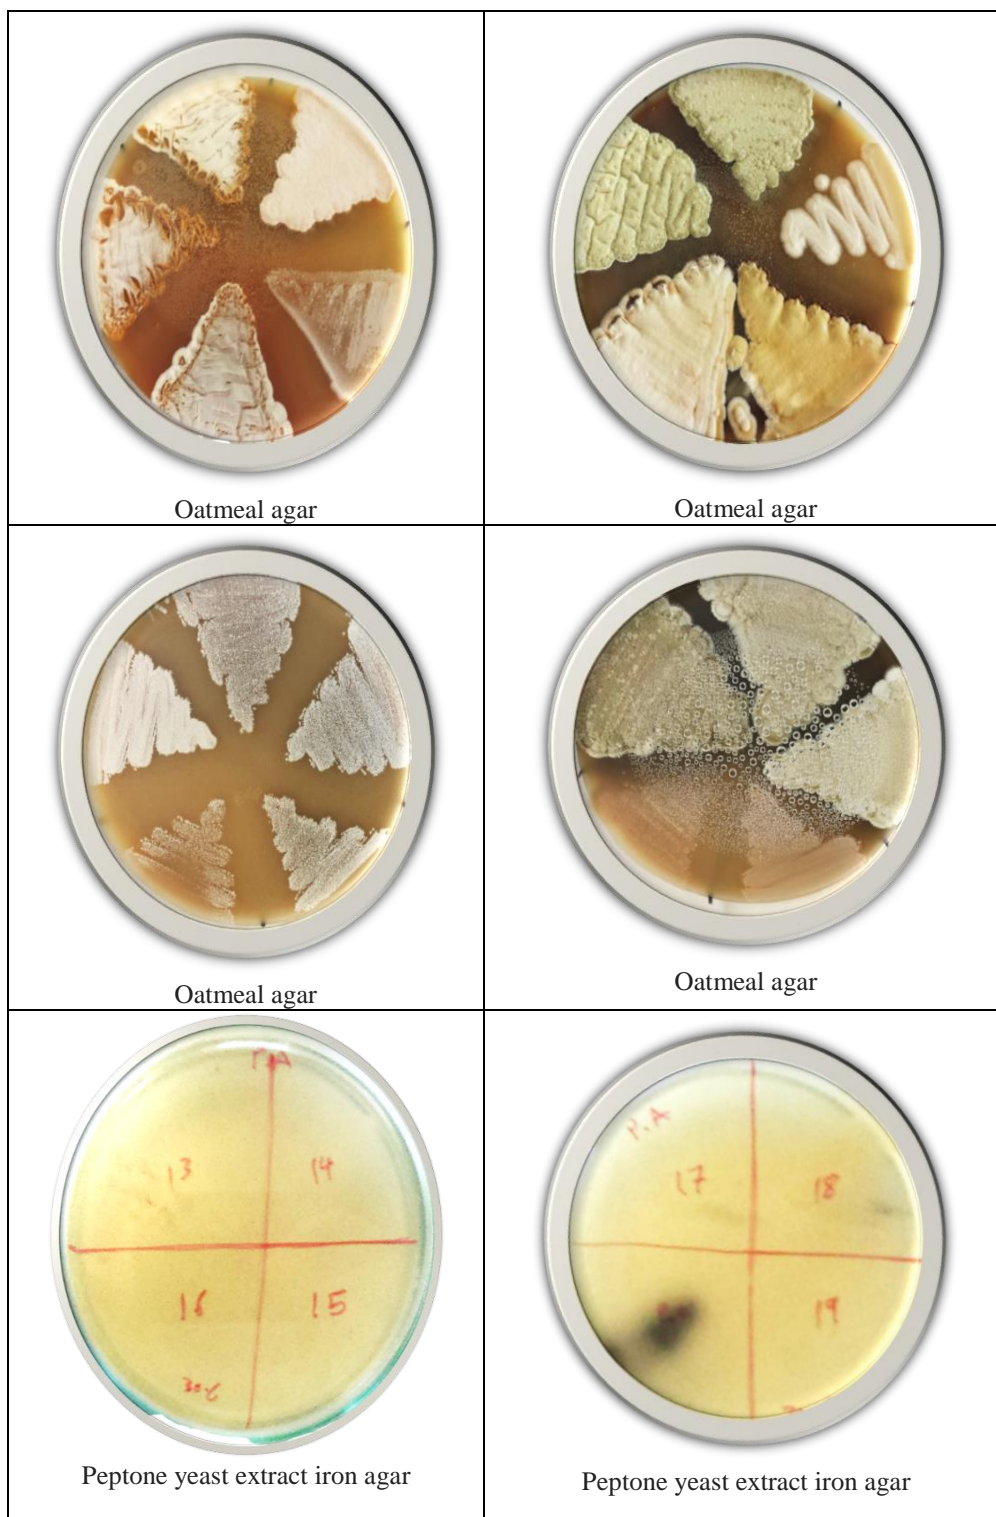 Oatmeal agar
Oatmeal agar
Oatmeal agar
Oatmeal agar
P.A
13
14
16
15
30°C
Peptone yeast extract iron agar
P.A
17
18
19
Peptone yeast extract iron agar